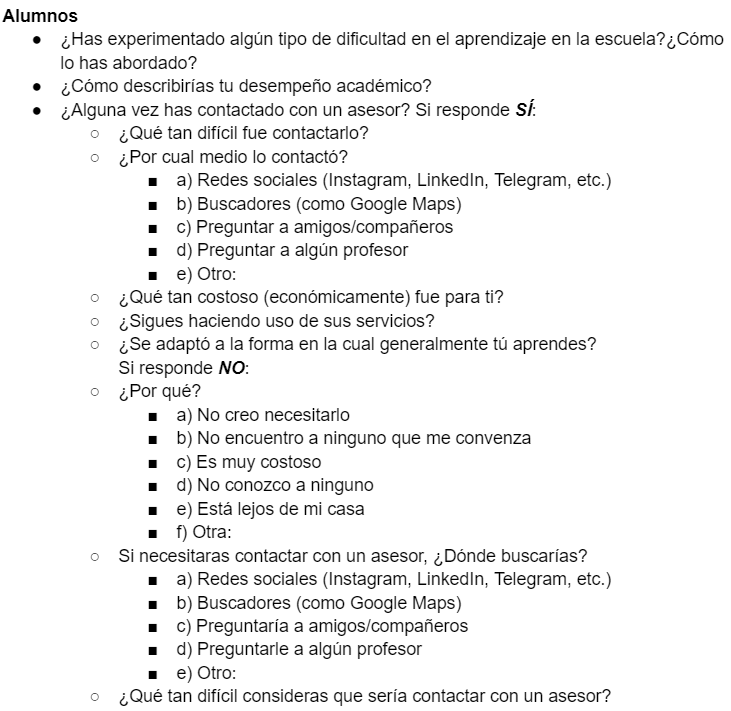 Alumnos
● ¿Has experimentado algún tipo de dificultad en el aprendizaje en la escuela?¿Cómo
lo has abordado?
● ¿Cómo describirías tu desempeño académico?
● ¿Alguna vez has contactado con un asesor? Si responde SÍ:
○ ¿Qué tan difícil fue contactarlo?
○ ¿Por cual medio lo contactó?
■ a) Redes sociales (Instagram, LinkedIn, Telegram, etc.)
■ b) Buscadores (como Google Maps)
■ c) Preguntar a amigos/compañeros
■ d) Preguntar a algún profesor
■ e) Otro:
○ ¿Qué tan costoso (económicamente) fue para ti?
○ ¿Sigues haciendo uso de sus servicios?
○ ¿Se adaptó a la forma en la cual generalmente tú aprendes?
Si responde NO:
○ ¿Por qué?
■ a) No creo necesitarlo
■ b) No encuentro a ninguno que me convenza
■ c) Es muy costoso
■ d) No conozco a ninguno
■ e) Está lejos de mi casa
■ f) Otra:
○ Si necesitaras contactar con un asesor, ¿Dónde buscarías?
■ a) Redes sociales (Instagram, LinkedIn, Telegram, etc.)
■ b) Buscadores (como Google Maps)
■ c) Preguntaría a amigos/compañeros
■ d) Preguntarle a algún profesor
■ e) Otro:
○ ¿Qué tan difícil consideras que sería contactar con un asesor?